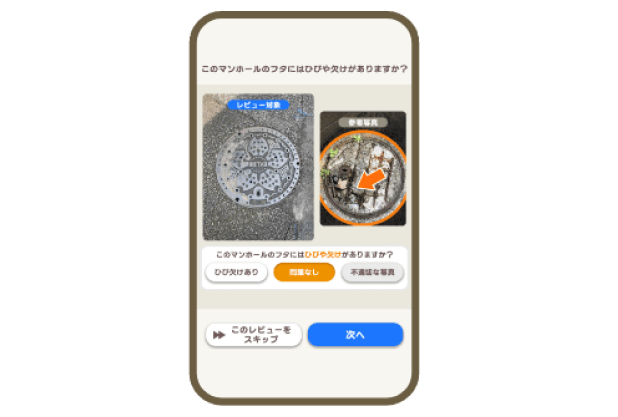 このマンホールのフタにはひびや欠けがありますか？
レビュー対象
参考写真
このマンホールのフタにはひびや欠けがありますか？
ひび欠けあり
問題なし
不適切な写真
このレビューを
スキップ
次へ